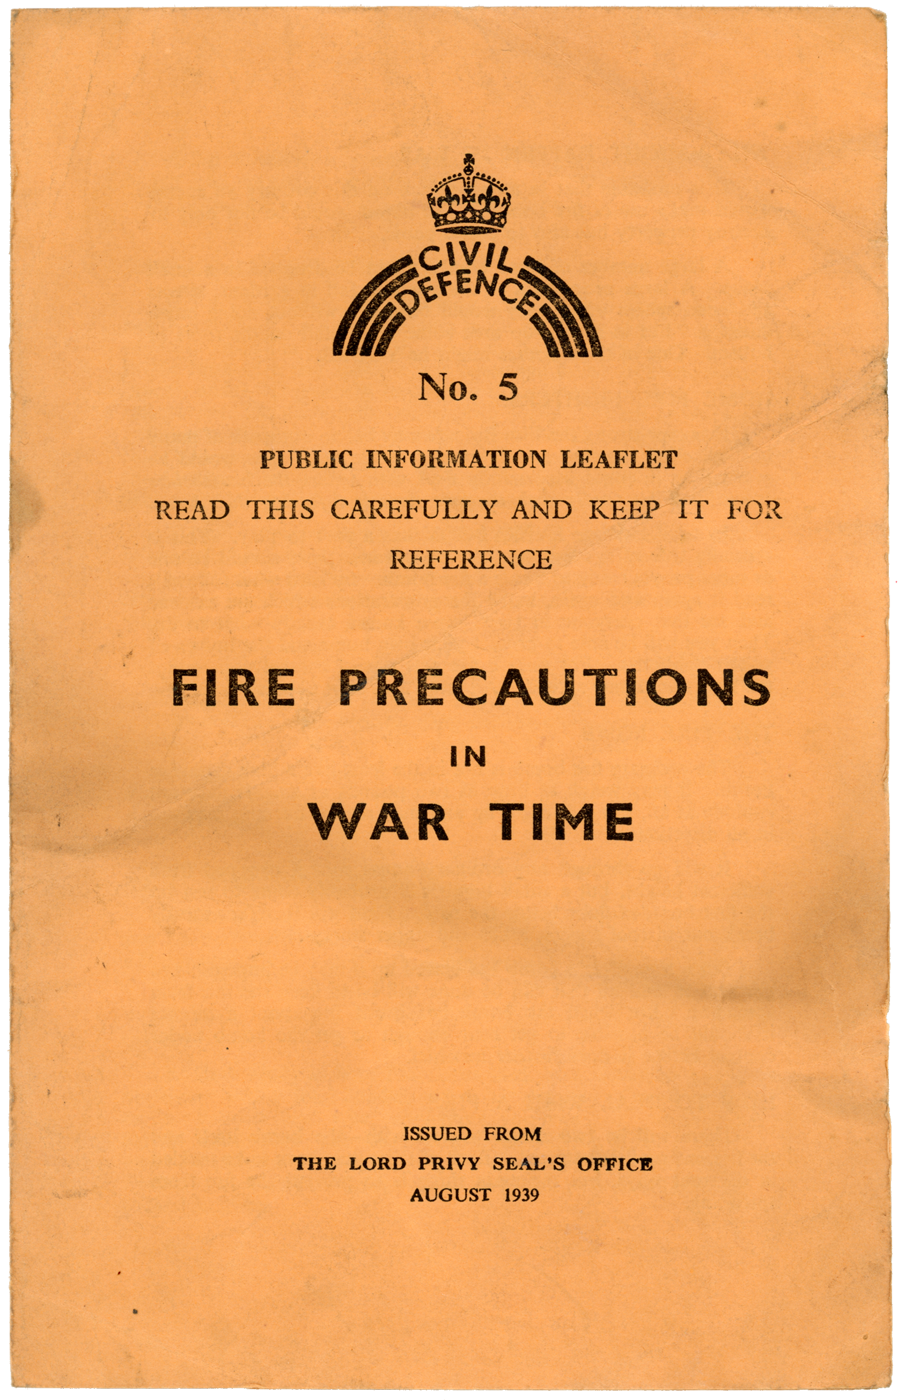 CIVIL
DEFENCE
No. 5
PUBLIC INFORMATION LEAFLET
READ THIS CAREFULLY AND KEEP IT FOR
REFERENCE
FIRE PRECAUTIONS
IN
WAR TIME
ISSUED FROM
THE LORD PRIVY SEAL'S OFFICE
AUGUST 1939